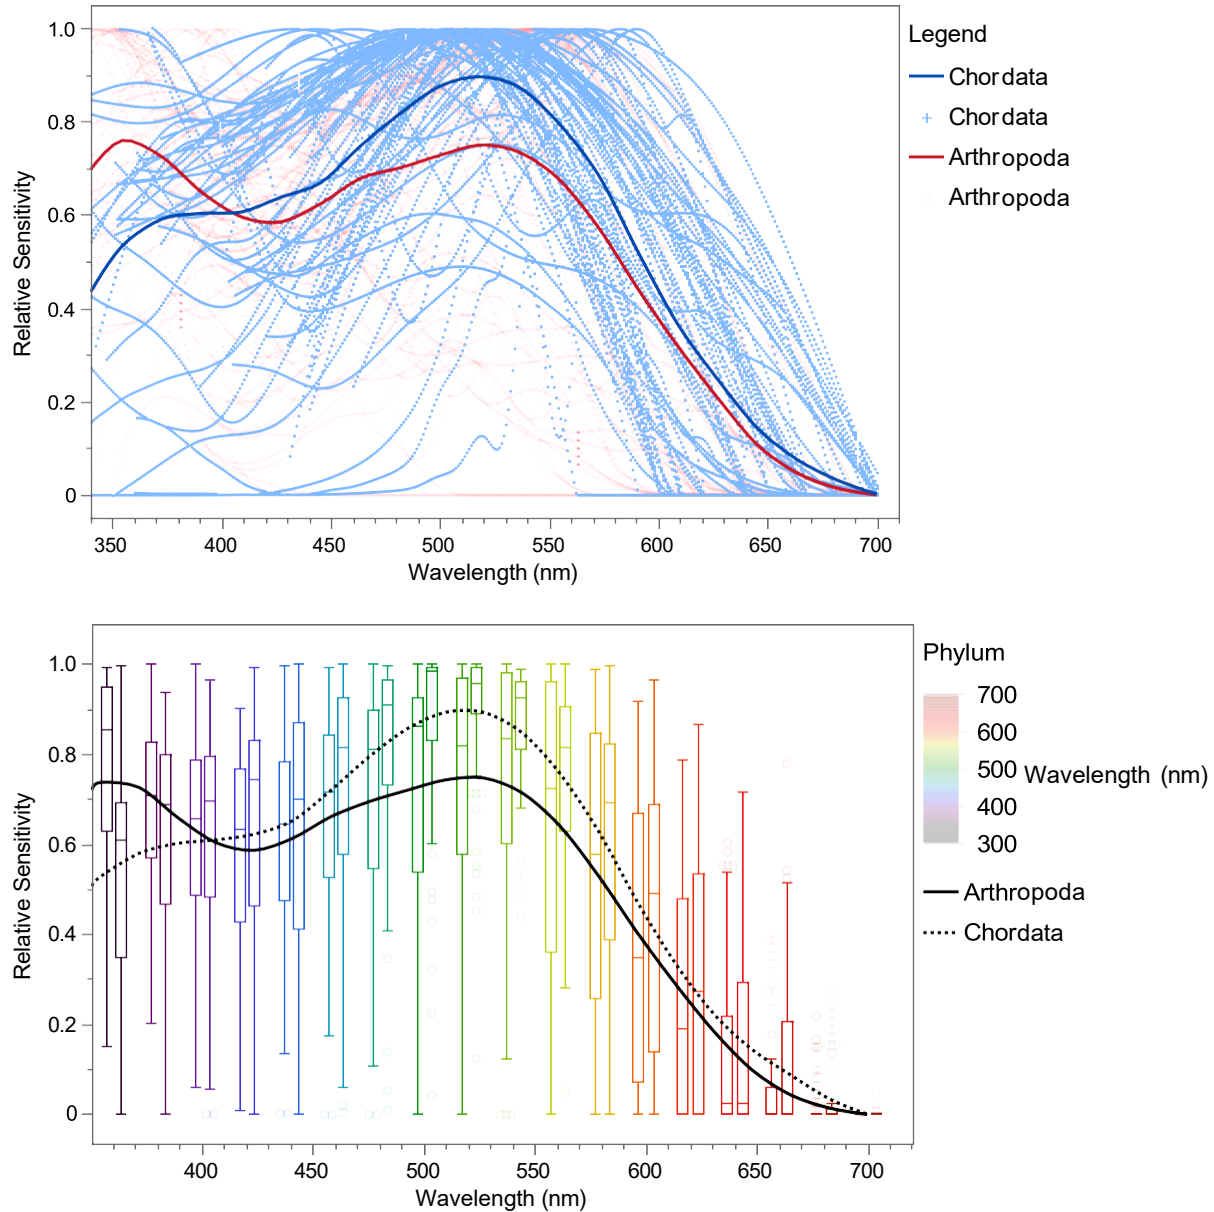 1.0
0.8
0.6
0.4
0.2
0
Relative Sensitivity
350 400 450 500 550 600 650 700
Wavelength (nm)
Legend
Chordata
Chordata
Arthropoda
Arthropoda
1.0
0.8
0.6
0.4
0.2
0
Relative Sensitivity
400 450 500 550 600 650 700
Wavelength (nm)
Phylum
700
600
500
400
300
Wavelength (nm)
Arthropoda
Chordata